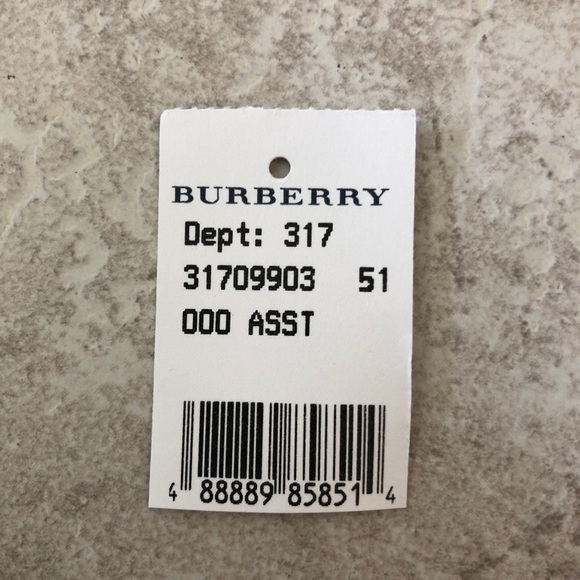 BURBERRY
Dept: 317
31709903 51
000 ASST
4 88889 85851 4